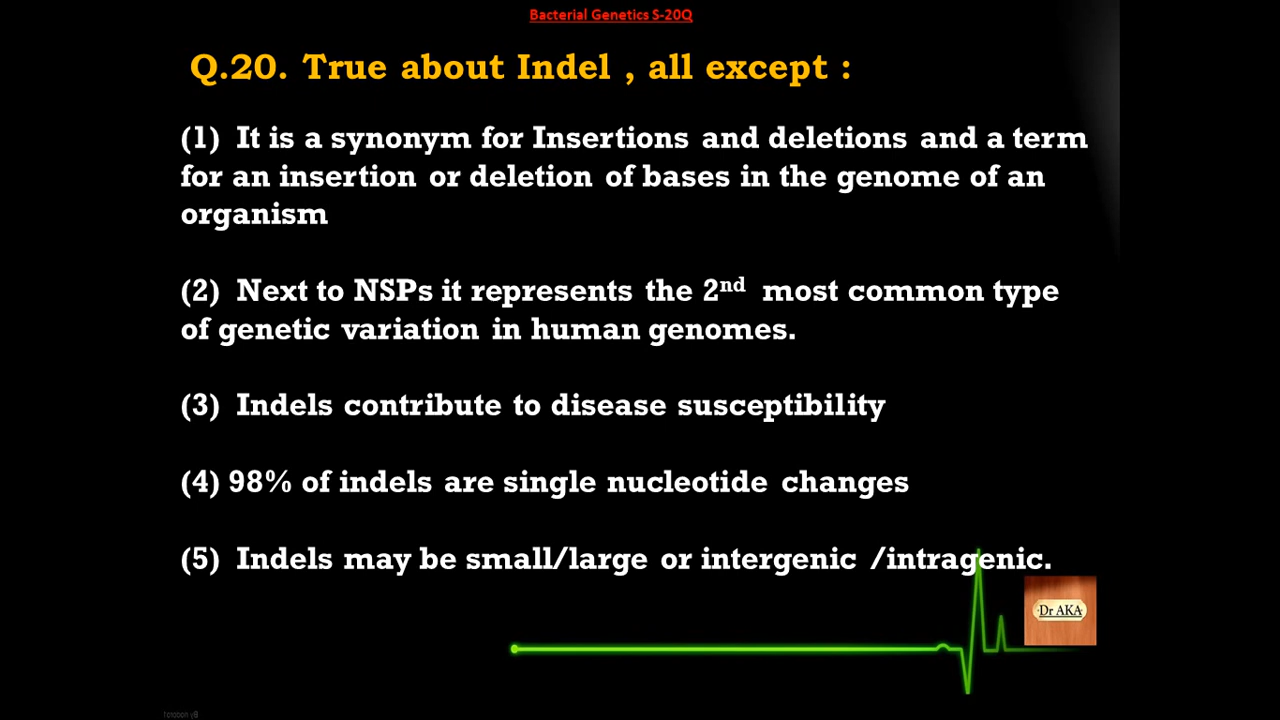 Bacterial Genetics S-20Q
Q.20. True about Indel , all except :
(1) It is a synonym for Insertions and deletions and a term
for an insertion or deletion of bases in the genome of an
organism
(2) Next to NSPs it represents the 2nd most common type
of genetic variation in human genomes.
(3) Indels contribute to disease susceptibility
(4) 98% of indels are single nucleotide changes
(5) Indels may be small/large or intergenic /intragenic.
Dr AKA